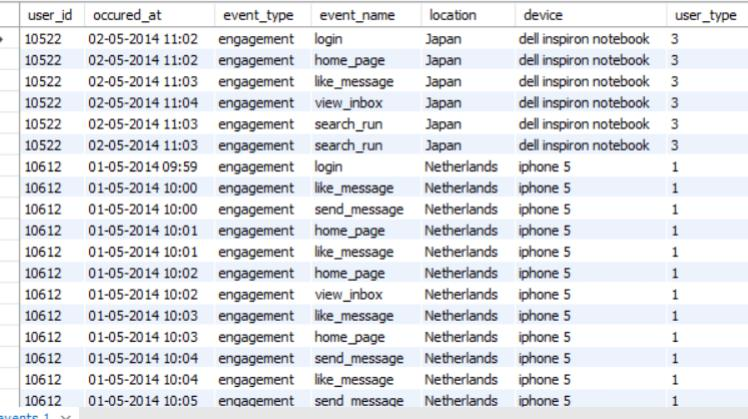 user_id occured_at event_type event_name location device user_type
10522 02-05-2014 11:02 engagement login Japan dell inspiron notebook 3
10522 02-05-2014 11:02 engagement home_page Japan dell inspiron notebook 3
10522 02-05-2014 11:03 engagement like_message Japan dell inspiron notebook 3
10522 02-05-2014 11:04 engagement view_inbox Japan dell inspiron notebook 3
10522 02-05-2014 11:03 engagement search_run Japan dell inspiron notebook 3
10522 02-05-2014 11:03 engagement search_run Japan dell inspiron notebook 3
10612 01-05-2014 09:59 engagement login Netherlands iphone 5 1
10612 01-05-2014 10:00 engagement like_message Netherlands iphone 5 1
10612 01-05-2014 10:00 engagement send_message Netherlands iphone 5 1
10612 01-05-2014 10:01 engagement home_page Netherlands iphone 5 1
10612 01-05-2014 10:01 engagement like_message Netherlands iphone 5 1
10612 01-05-2014 10:02 engagement home_page Netherlands iphone 5 1
10612 01-05-2014 10:02 engagement view_inbox Netherlands iphone 5 1
10612 01-05-2014 10:03 engagement like_message Netherlands iphone 5 1
10612 01-05-2014 10:03 engagement home_page Netherlands iphone 5 1
10612 01-05-2014 10:04 engagement send_message Netherlands iphone 5 1
10612 01-05-2014 10:04 engagement like_message Netherlands iphone 5 1
10612 01-05-2014 10:05 engagement send_message Netherlands iphone 5 1
events 1